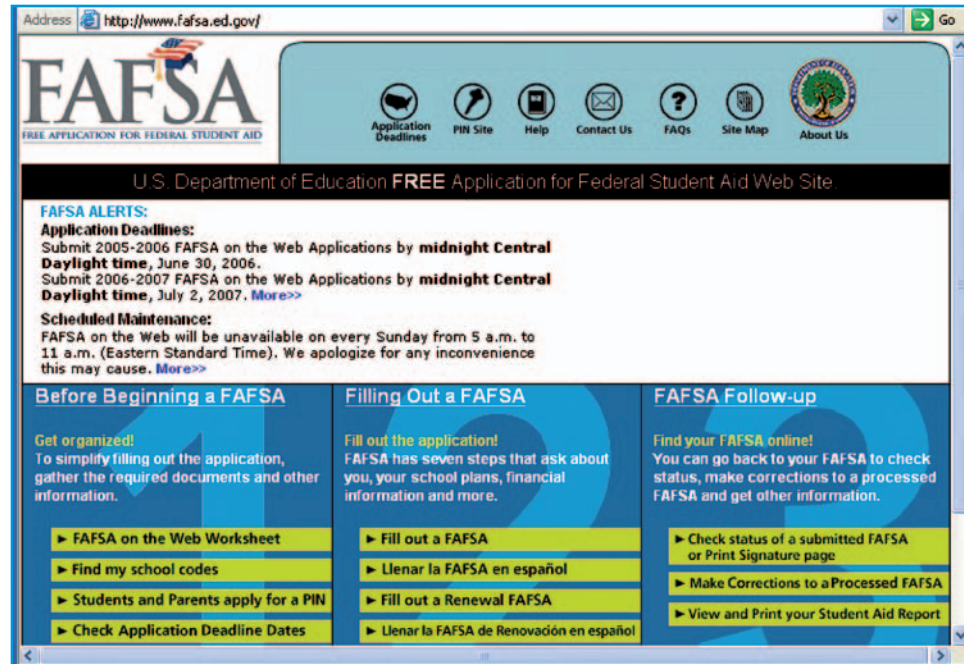 Address http://www.fafsa.ed.gov/ Go
FAFSA
FREE APPLICATION FOR FEDERAL STUDENT AID
Application
Deadlines
PIN Site
Help
Contact Us
?
FAQs
Site Map
About Us
U.S. Department of Education FREE Application for Federal Student Aid Web Site.
FAFSA ALERTS:
Application Deadlines:
Submit 2005-2006 FAFSA on the Web Applications by midnight Central
Daylight time, June 30, 2006.
Submit 2006-2007 FAFSA on the Web Applications by midnight Central
Daylight time, July 2, 2007. More>>
Scheduled Maintenance:
FAFSA on the Web will be unavailable on every Sunday from 5 a.m. to
11 a.m. (Eastern Standard Time). We apologize for any inconvenience
this may cause. More>>
1
Before Beginning a FAFSA
Get organized!
To simplify filling out the application,
gather the required documents and other
information.
► FAFSA on the Web Worksheet
► Find my school codes
► Students and Parents apply for a PIN
► Check Application Deadline Dates
2
Filling Out a FAFSA
Fill out the application!
FAFSA has seven steps that ask about
you, your school plans, financial
information and more.
► Fill out a FAFSA
► Llenar la FAFSA en español
► Fill out a Renewal FAFSA
► Llenar la FAFSA de Renovación en español
3
FAFSA Follow-up
Find your FAFSA online!
You can go back to your FAFSA to check
status, make corrections to a processed
FAFSA and get other information.
► Check status of a submitted FAFSA
or Print Signature page
► Make Corrections to a Processed FAFSA
► View and Print your Student Aid Report